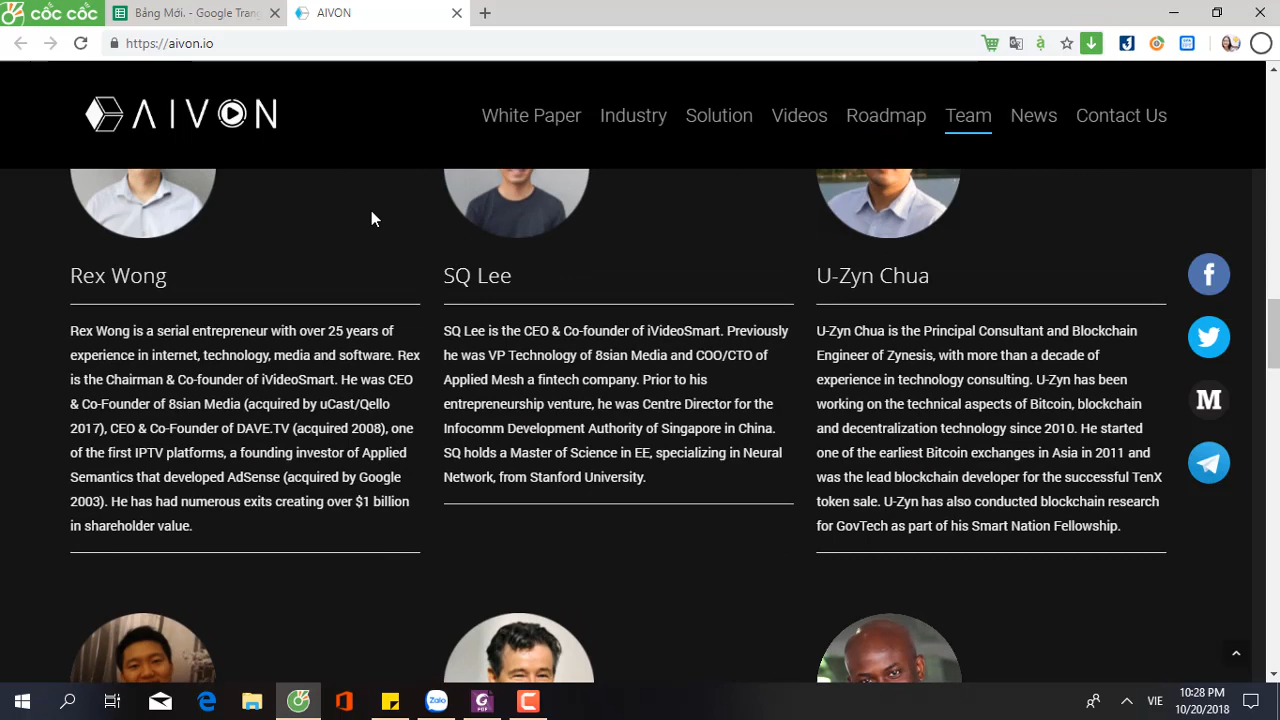 CỐC CỐC
Bảng Mới. - Google Trang
AIVON
https://aivon.io
AIVON
White Paper Industry Solution Videos Roadmap Team News Contact Us
Rex Wong
Rex Wong is a serial entrepreneur with over 25 years of
experience in internet, technology, media and software. Rex
is the Chairman & Co-founder of iVideoSmart. He was CEO
& Co-Founder of 8sian Media (acquired by uCast/Qello
2017), CEO & Co-Founder of DAVE.TV (acquired 2008), one
of the first IPTV platforms, a founding investor of Applied
Semantics that developed AdSense (acquired by Google
2003). He has had numerous exits creating over $1 billion
in shareholder value.
SQ Lee
SQ Lee is the CEO & Co-founder of iVideoSmart. Previously
he was VP Technology of 8sian Media and COO/CTO of
Applied Mesh a fintech company. Prior to his
entrepreneurship venture, he was Centre Director for the
Infocomm Development Authority of Singapore in China.
SQ holds a Master of Science in EE, specializing in Neural
Network, from Stanford University.
U-Zyn Chua
U-Zyn Chua is the Principal Consultant and Blockchain
Engineer of Zynesis, with more than a decade of
experience in technology consulting. U-Zyn has been
working on the technical aspects of Bitcoin, blockchain
and decentralization technology since 2010. He started
one of the earliest Bitcoin exchanges in Asia in 2011 and
was the lead blockchain developer for the successful TenX
token sale. U-Zyn has also conducted blockchain research
for GovTech as part of his Smart Nation Fellowship.
Zalo
PDF
VIE
10:28 PM
10/20/2018